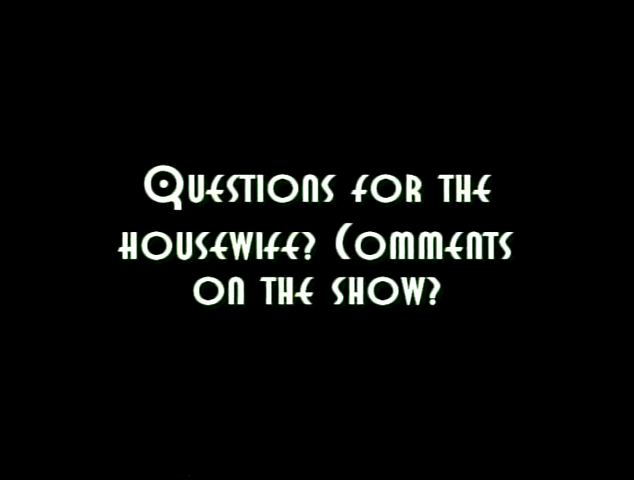 Questions for the
housewife? Comments
on the show?